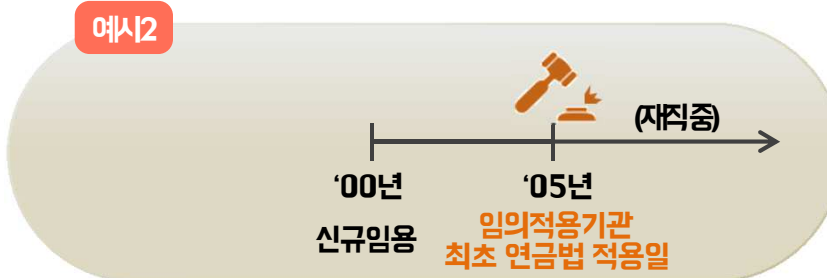 예시2
(재직중)
‘00년
‘05년
신규임용
임의적용기관
최초 연금법 적용일